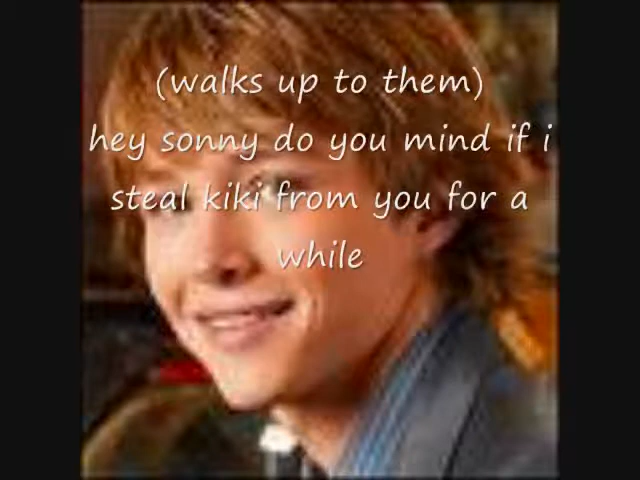 (walks up to them)
hey sonny do you mind if i
steal kiki from you for a
while